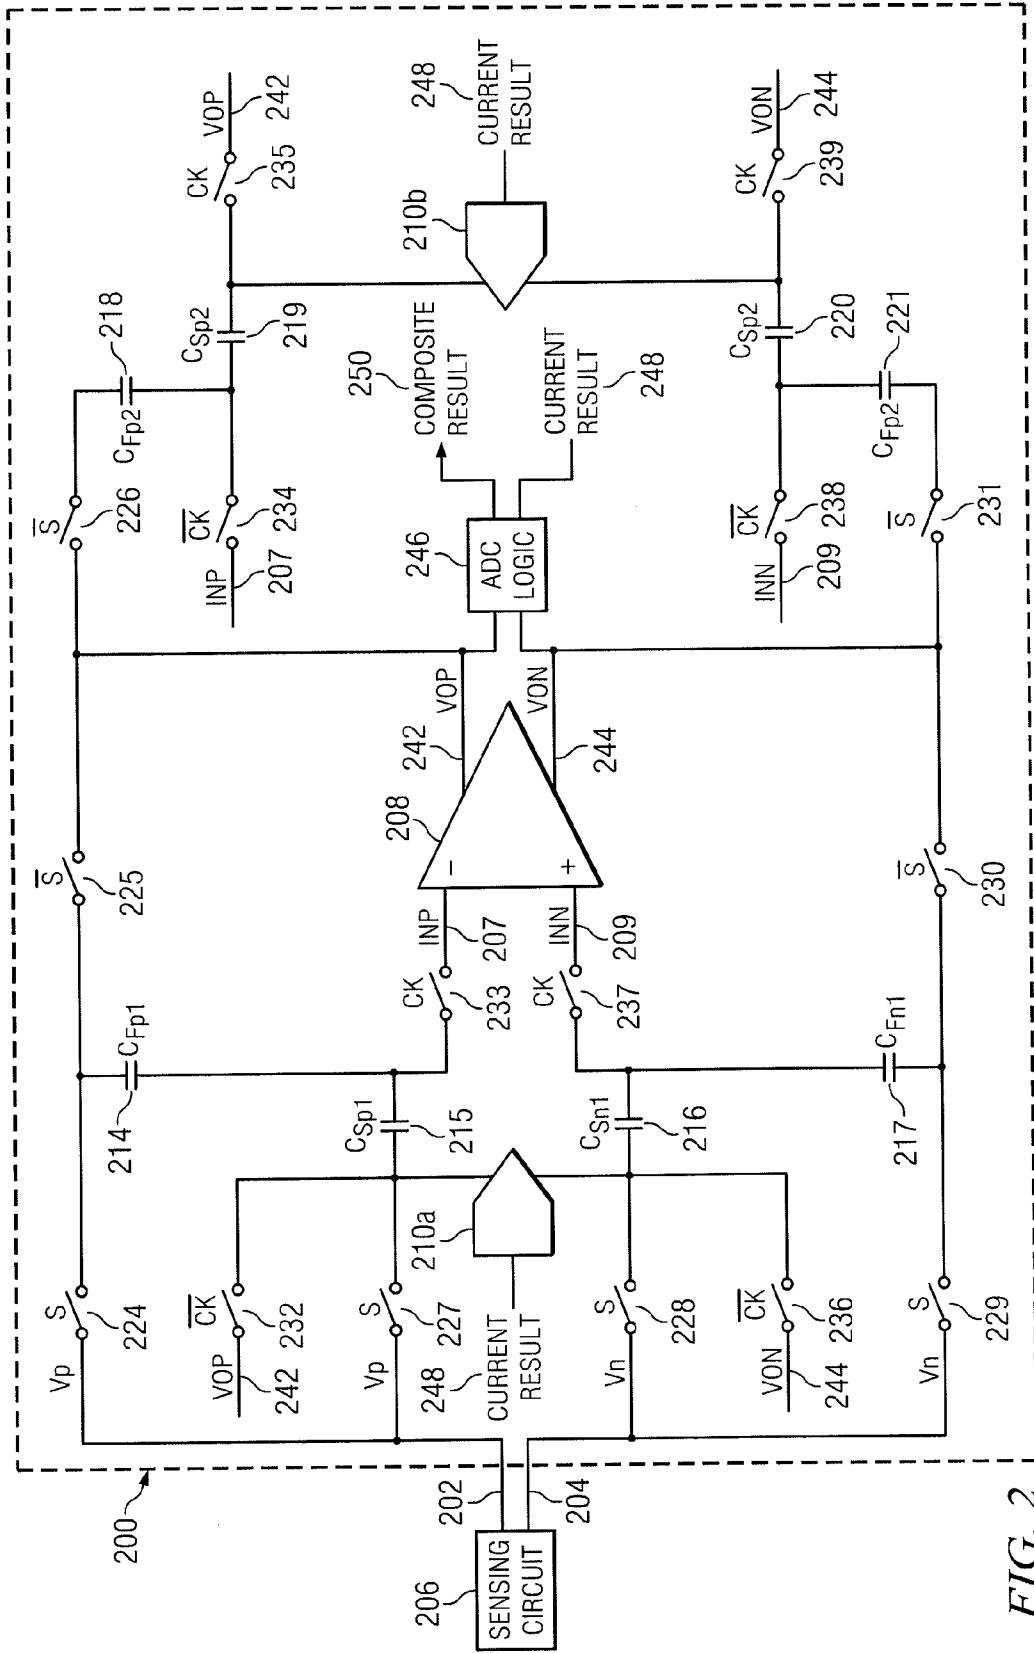 200
206
SENSING
CIRCUIT
202
204
Vp
S
224
CK
232
VOP
242
Vp
S
227
248
CURRENT
RESULT
210a
Vn
S
228
CK
236
VON
244
Vn
S
229
214
CFp1
CSp1
215
CSn1
216
217
CFn1
S
225
CK
233
INP
207
CK
237
INN
209
S
230
208
-
+
242
VOP
VON
244
246
ADC
LOGIC
250
COMPOSITE
RESULT
CURRENT
RESULT
248
S
226
CFp2
218
CK
234
INP
207
CSp2
219
CK
235
VOP
242
210b
CURRENT
RESULT
248
CK
238
INN
209
CSp2
220
CK
239
VON
244
S
231
CFp2
221
FIG. 2